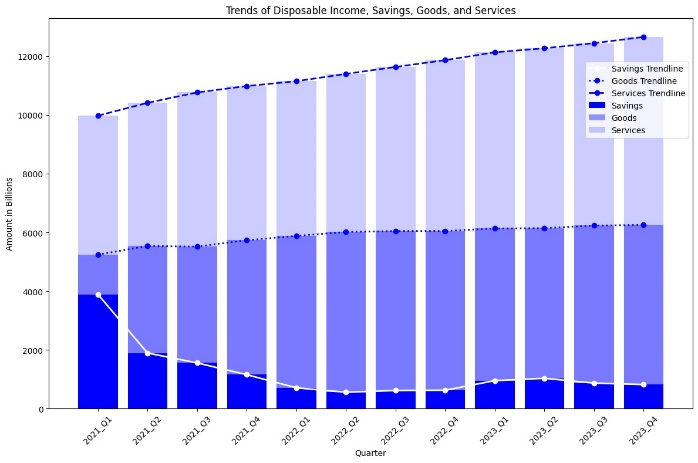 Trends of Disposable Income, Savings, Goods, and Services
12000
10000
8000
6000
4000
2000
0
Amount in Billions
Savings Trendline
Goods Trendline
Services Trendline
Savings
Goods
Services
2021_Q1
2021_Q2
2021_Q3
2021_Q4
2022_Q1
2022_Q2
2022_Q3
2022_Q4
2023_Q1
2023_Q2
2023_Q3
2023_Q4
Quarter